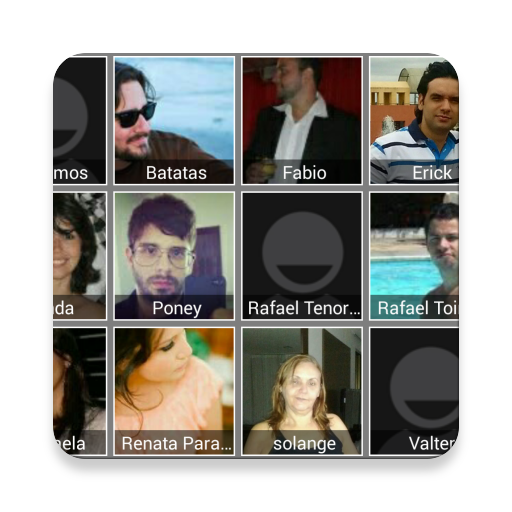 mos
Batatas
Fabio
Erick
da
Poney
Rafael Tenor...
Rafael Toi
ela
Renata Para...
solange
Valter